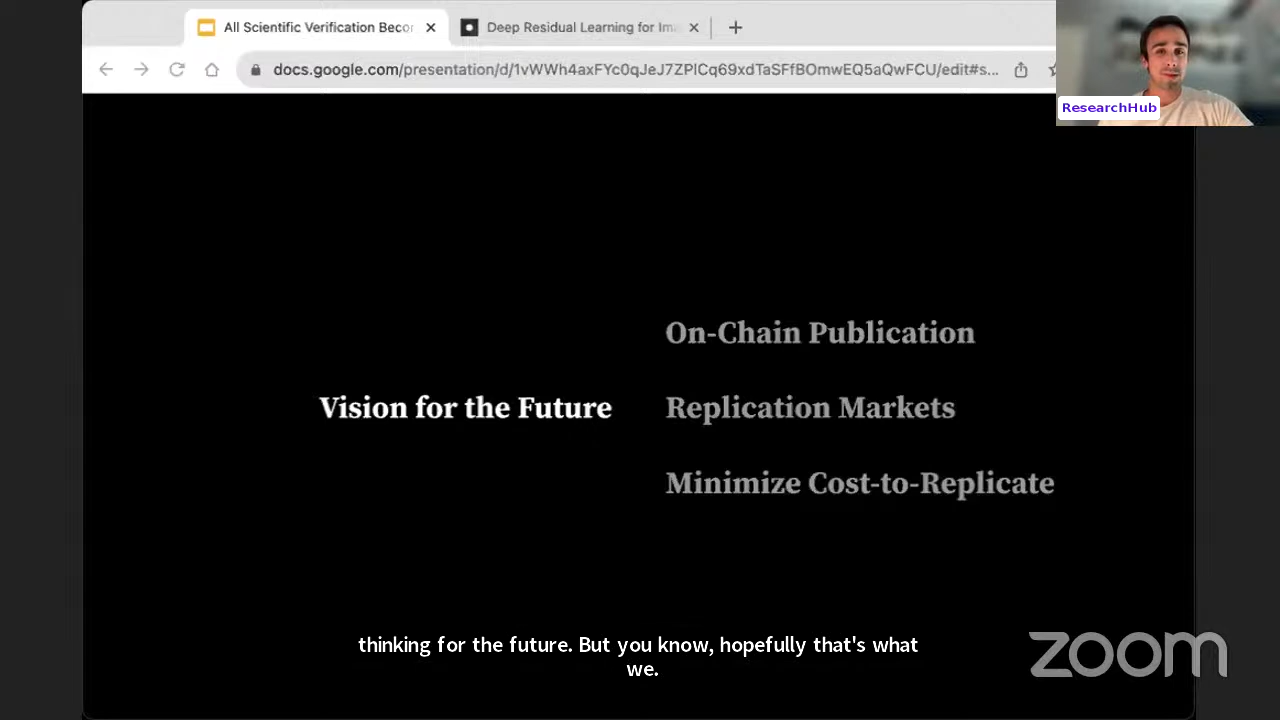 All Scientific Verification Becor
Deep Residual Learning for Ima
docs.google.com/presentation/d/1vWWh4axFYc0qJeJ7ZPlCq69xdTaSFfBOmwEQ5aQwFCU/edit#s...
ResearchHub
On-Chain Publication
Vision for the Future
Replication Markets
Minimize Cost-to-Replicate
thinking for the future. But you know, hopefully that's what
we.
zoom